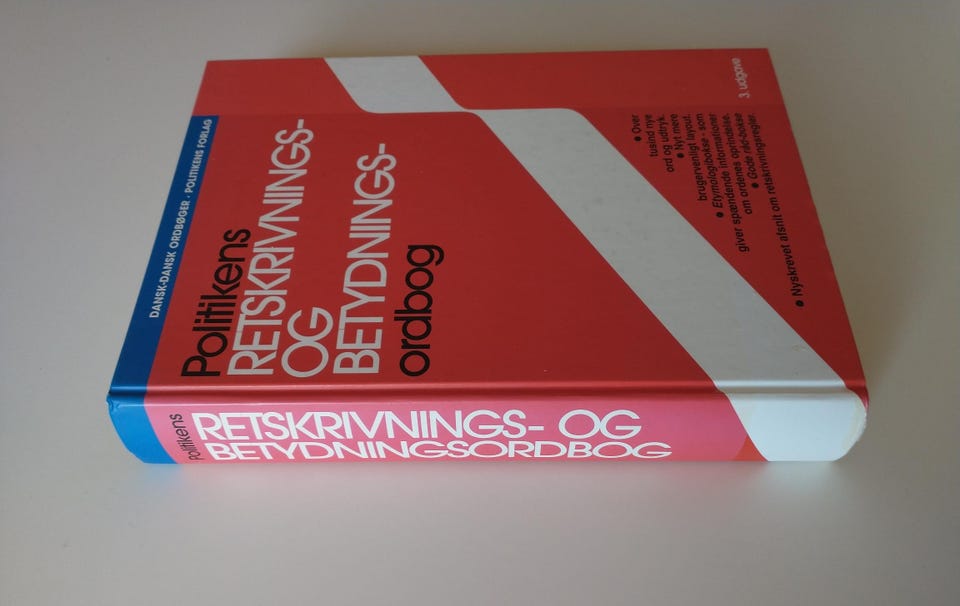 DANSK-DANSK ORDBØGER · POLITIKENS FORLAG
Politikens
RETSKRIVNINGS-
OG
BETYDNINGS-
ordbog
3. udgave
● Over
tusind nye
ord og udtryk.
● Nyt mere
brugervenligt layout.
● Etymologibokse - som
giver spændende informationer
om ordenes oprindelse.
● Gode råd-bokse
● Nyskrevet afsnit om retskrivningsregler.
Politikens
RETSKRIVNINGS- OG
BETYDNINGSORDBOG